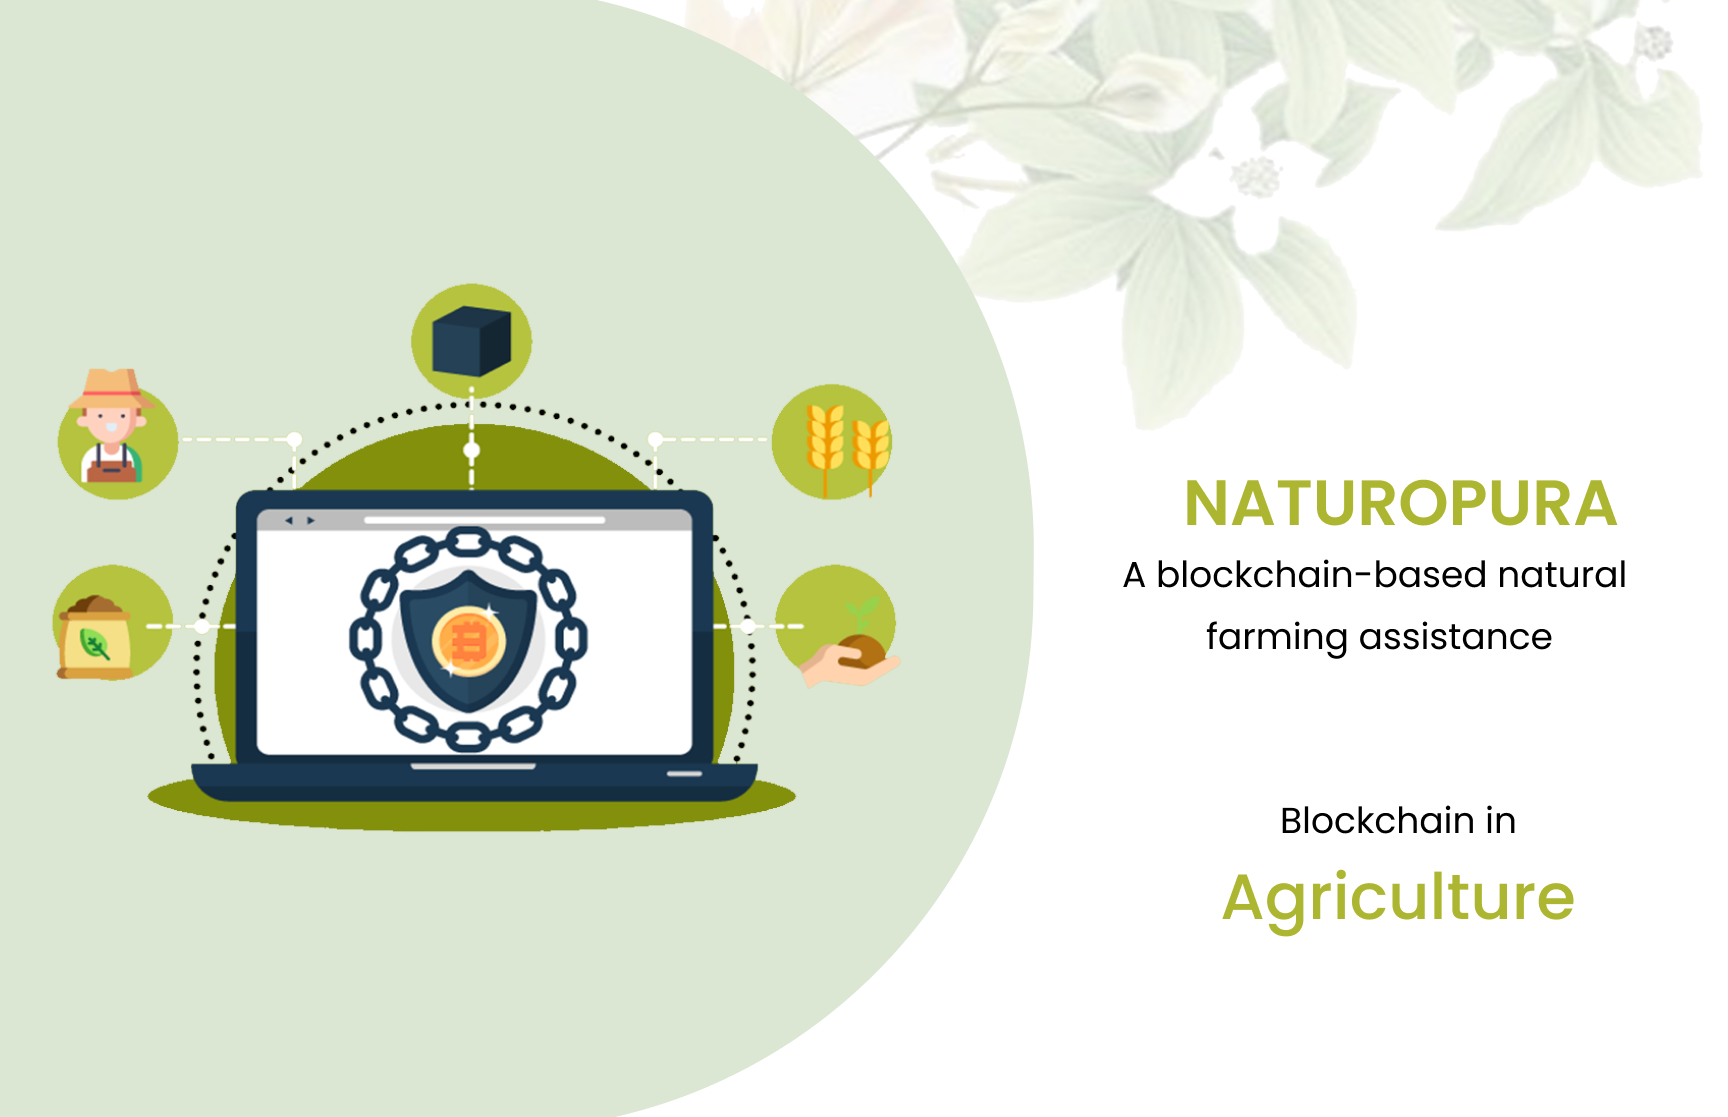 NATUROPURA
A blockchain-based natural
farming assistance
Blockchain in
Agriculture